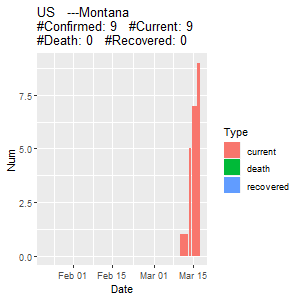 US   ---Montana
#Confirmed: 9   #Current: 9
#Death: 0   #Recovered: 0
Num
7.5
5.0
2.5
0.0
Feb 01
Feb 15
Mar 01
Mar 15
Date
Type
current
death
recovered